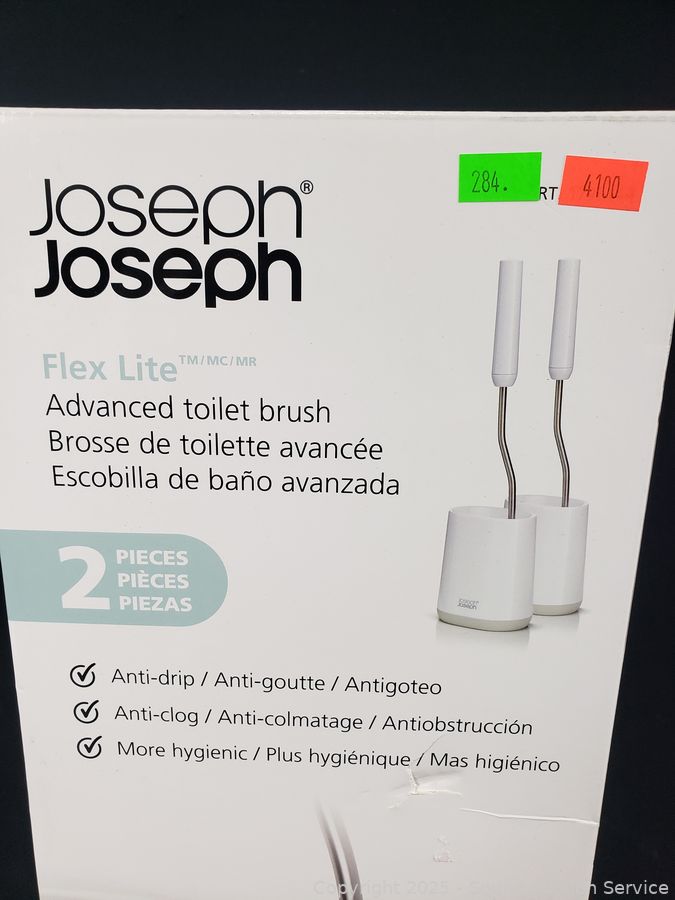 Joseph®
Joseph
284.
RT
4100
Flex Lite™/MC/MR
Advanced toilet brush
Brosse de toilette avancée
Escobilla de baño avanzada
2 PIECES
PIÈCES
PIEZAS
Joseph®
Joseph
Anti-drip / Anti-goutte / Antigoteo
Anti-clog / Anti-colmatage / Antiobstrucción
More hygienic / Plus hygiénique / Mas higiénico
Copyright 2025 - Service